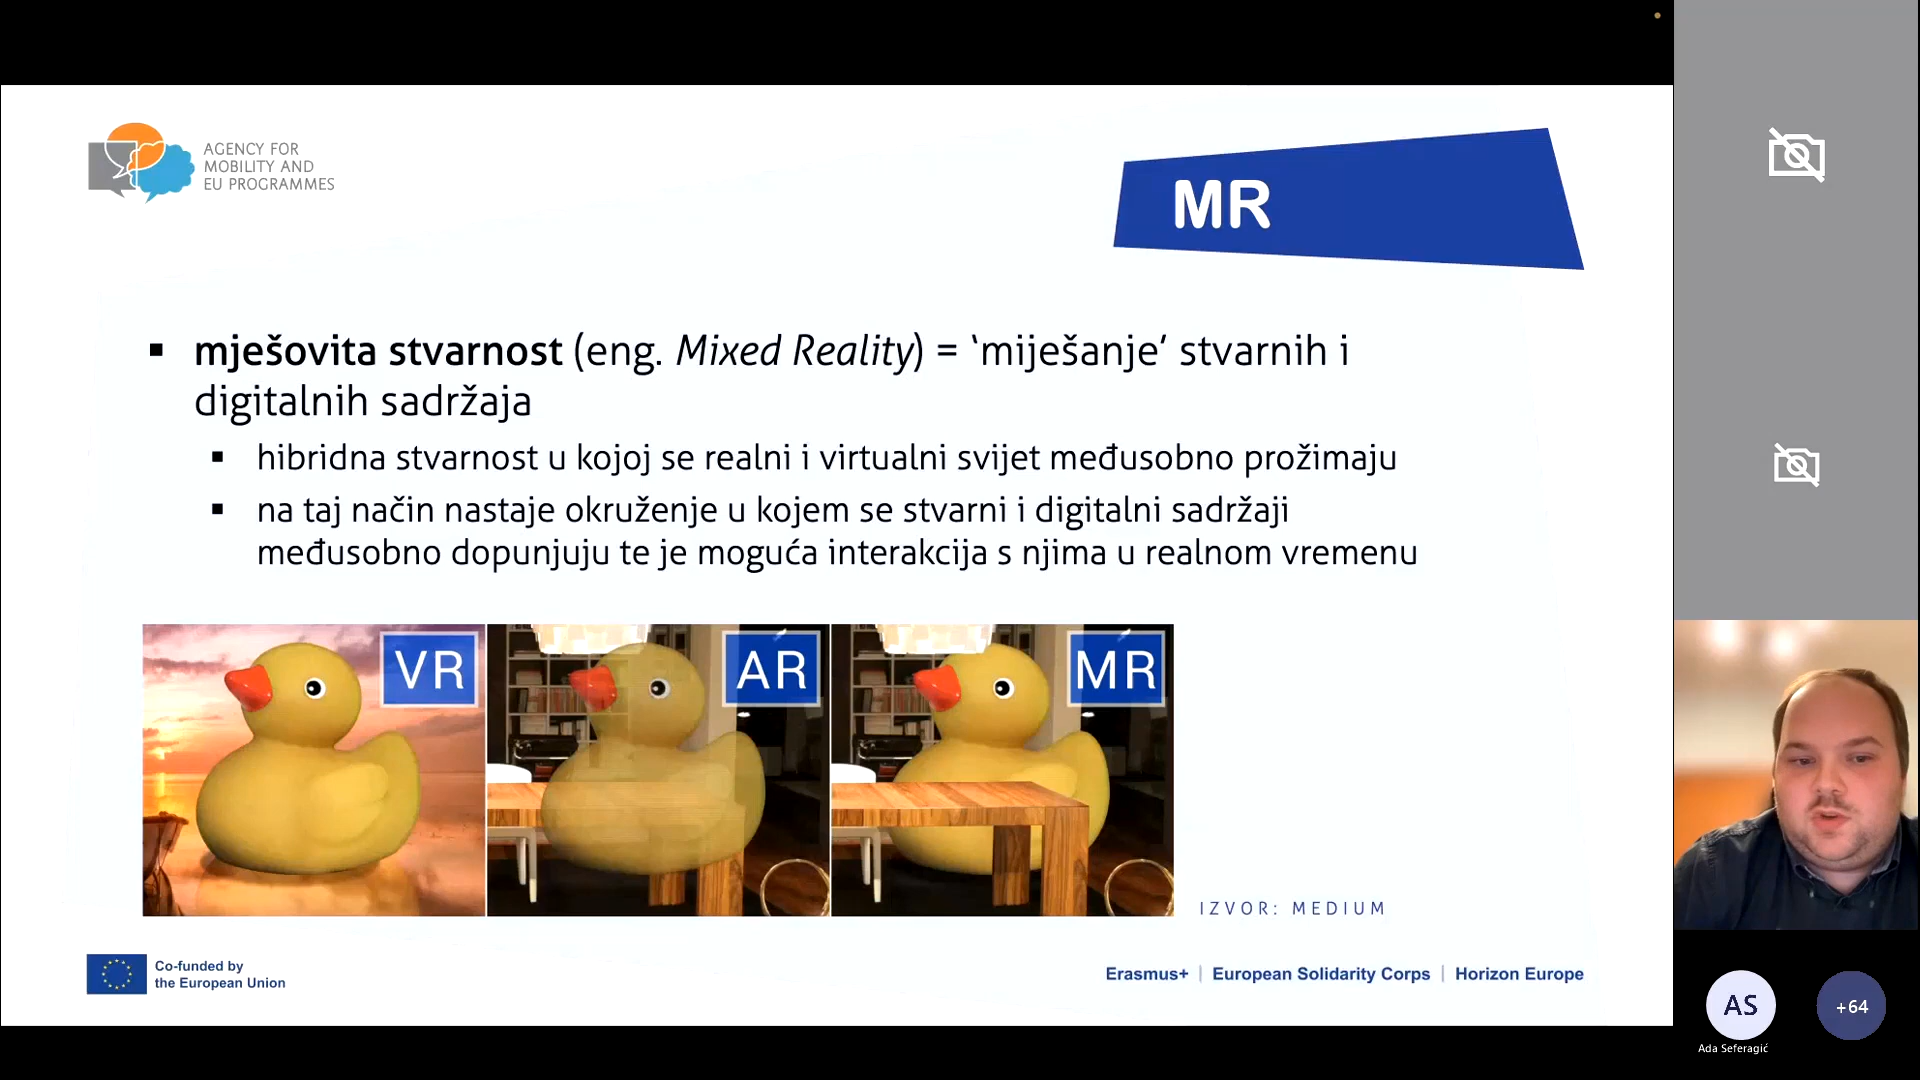 AGENCY FOR
MOBILITY AND
EU PROGRAMMES
MR
▪ mješovita stvarnost (eng. Mixed Reality) = ‘miješanje’ stvarnih i
digitalnih sadržaja
▪ hibridna stvarnost u kojoj se realni i virtualni svijet međusobno prožimaju
▪ na taj način nastaje okruženje u kojem se stvarni i digitalni sadržaji
međusobno dopunjuju te je moguća interakcija s njima u realnom vremenu
VR
AR
MR
IZVOR: MEDIUM
Co-funded by
the European Union
Erasmus+ | European Solidarity Corps | Horizon Europe
AS
+64
Ada Seferagić